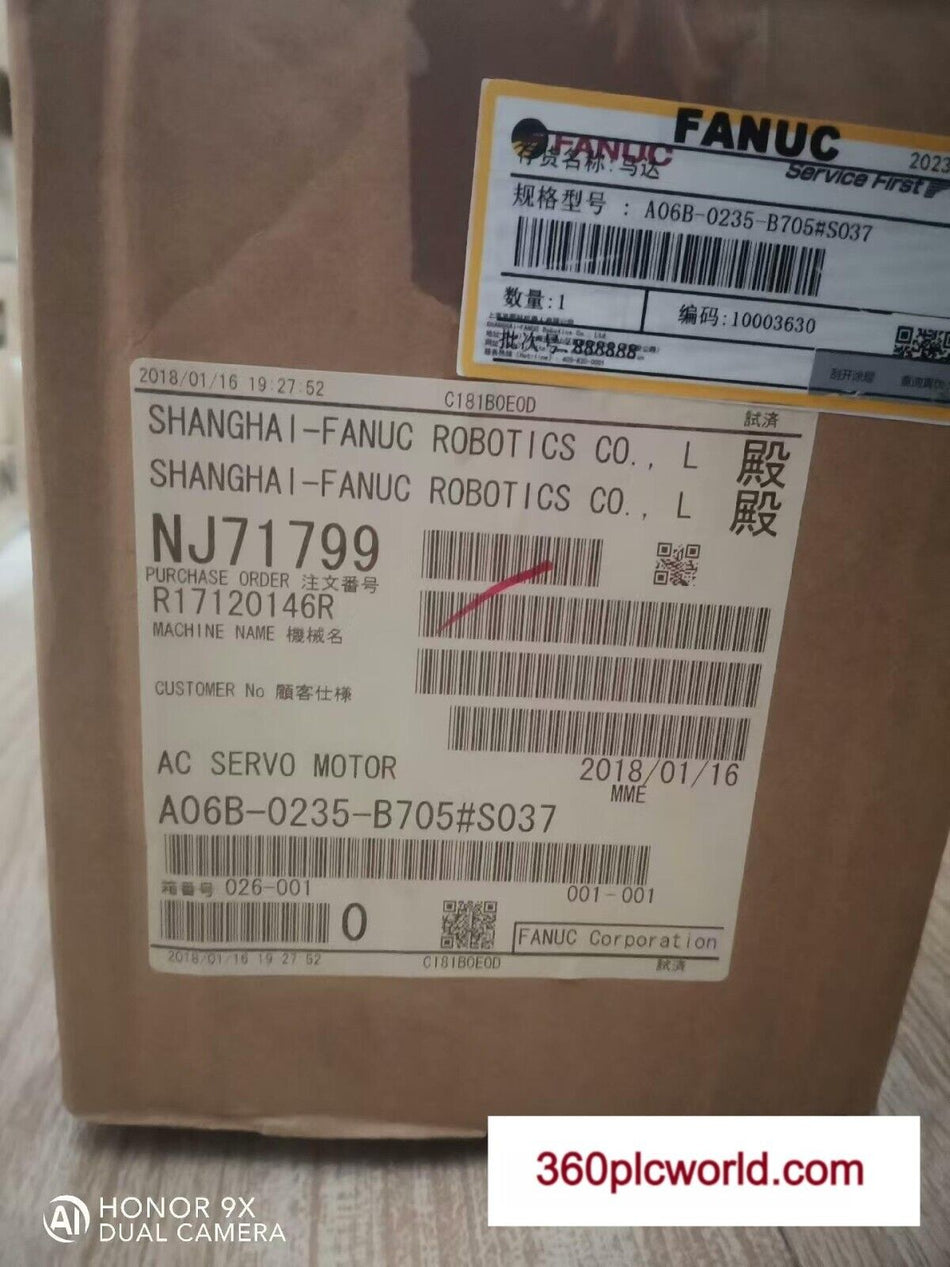 FANUC
FANUC
2023
Service First
存货名称:马达
规格型号 : A06B-0235-B705#S037
数量:1
编码:10003630
批次号 888888
刮开涂层
2018/01/16 19:27:52
C181B0E0D
試済
SHANGHAI-FANUC ROBOTICS CO., L 殿
SHANGHAI-FANUC ROBOTICS CO., L 殿
NJ71799
PURCHASE ORDER 注文番号
R17120146R
MACHINE NAME 機械名
CUSTOMER No 顧客仕様
AC SERVO MOTOR
2018/01/16
MME
A06B-0235-B705#S037
箱番号 026-001
001-001
0
FANUC Corporation
2018/01/16 19 27 52
C181B0E0D
試済
360plcworld.com
HONOR 9X
DUAL CAMERA